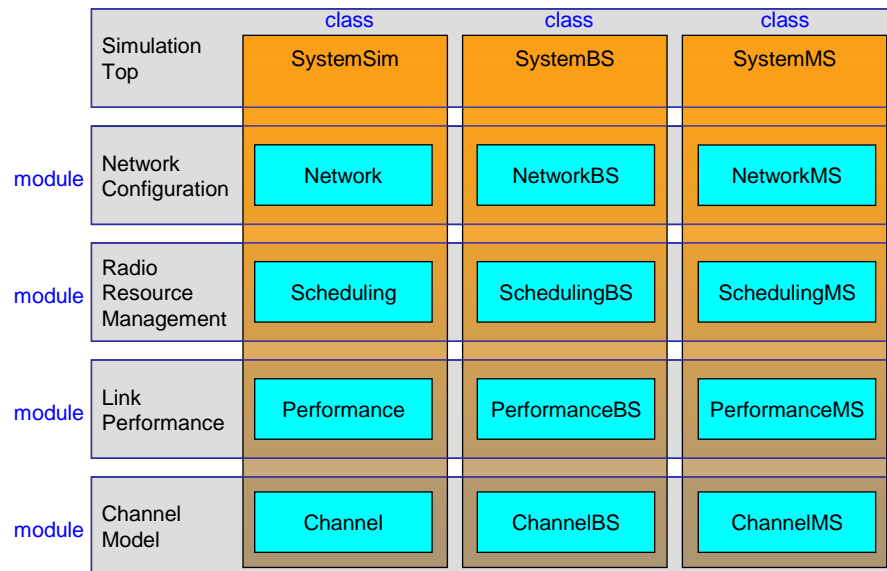 class class class
Simulation
Top
SystemSim SystemBS SystemMS
module
Network
Configuration
Network NetworkBS NetworkMS
module
Radio
Resource
Management
Scheduling SchedulingBS SchedulingMS
module
Link
Performance
Performance PerformanceBS PerformanceMS
module
Channel
Model
Channel ChannelBS ChannelMS